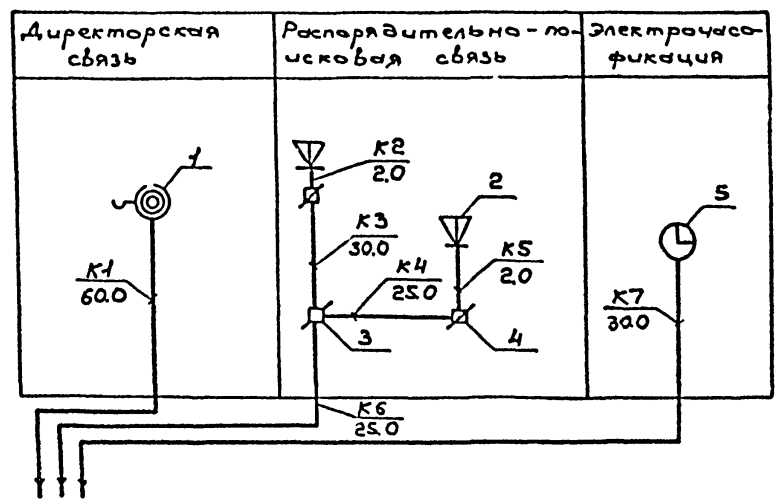 Директорская
связь
Распорядительно-по-
исковая связь
Электрочасо-
фикация
1
К1
60.0
К2
2.0
К3
30.0
2
К4
25.0
К5
2.0
3
4
К6
25.0
5
К7
30.0